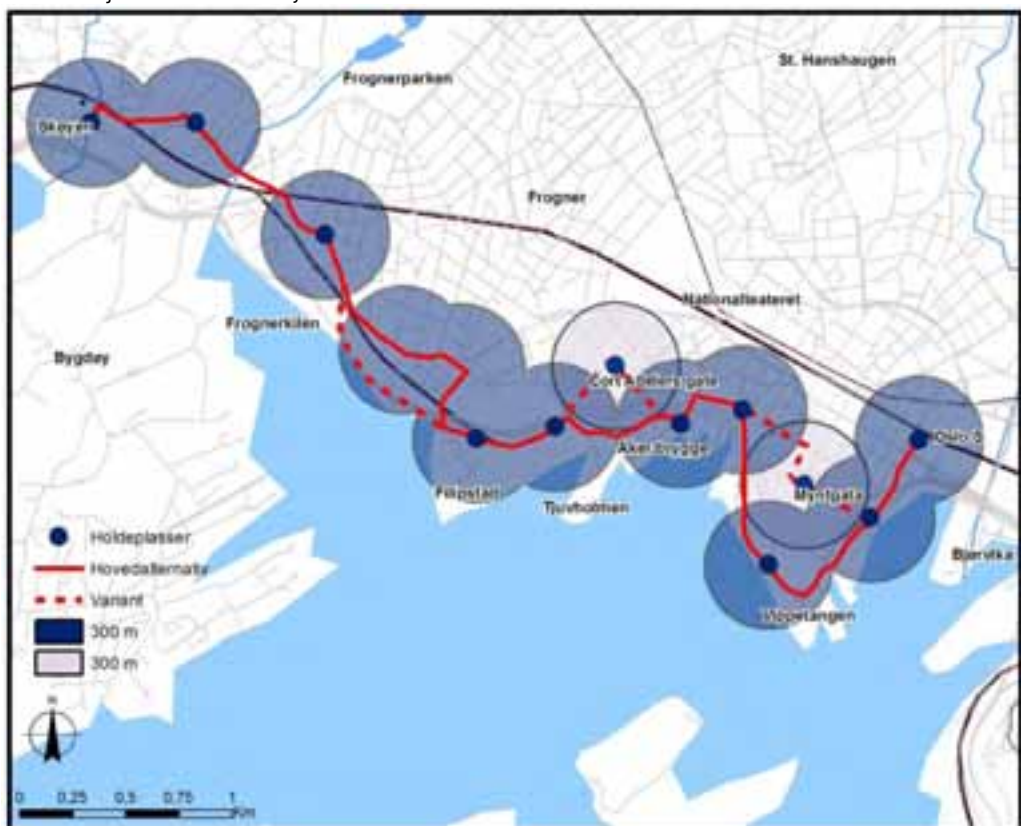 Frognerparken
St. Hanshaugen
Skøyen
Frogner
Nationalteateret
Frognerkilen
Bygdøy
Cort Adelers gate
Oslo S
Aker brygge
Myntgata
Filipstad
Tjuvholmen
Bjørvika
Vippetangen
Holdeplasser
Hovedalternativ
Variant
300 m
300 m
N
0 0,25 0,5 0,75 1
Km